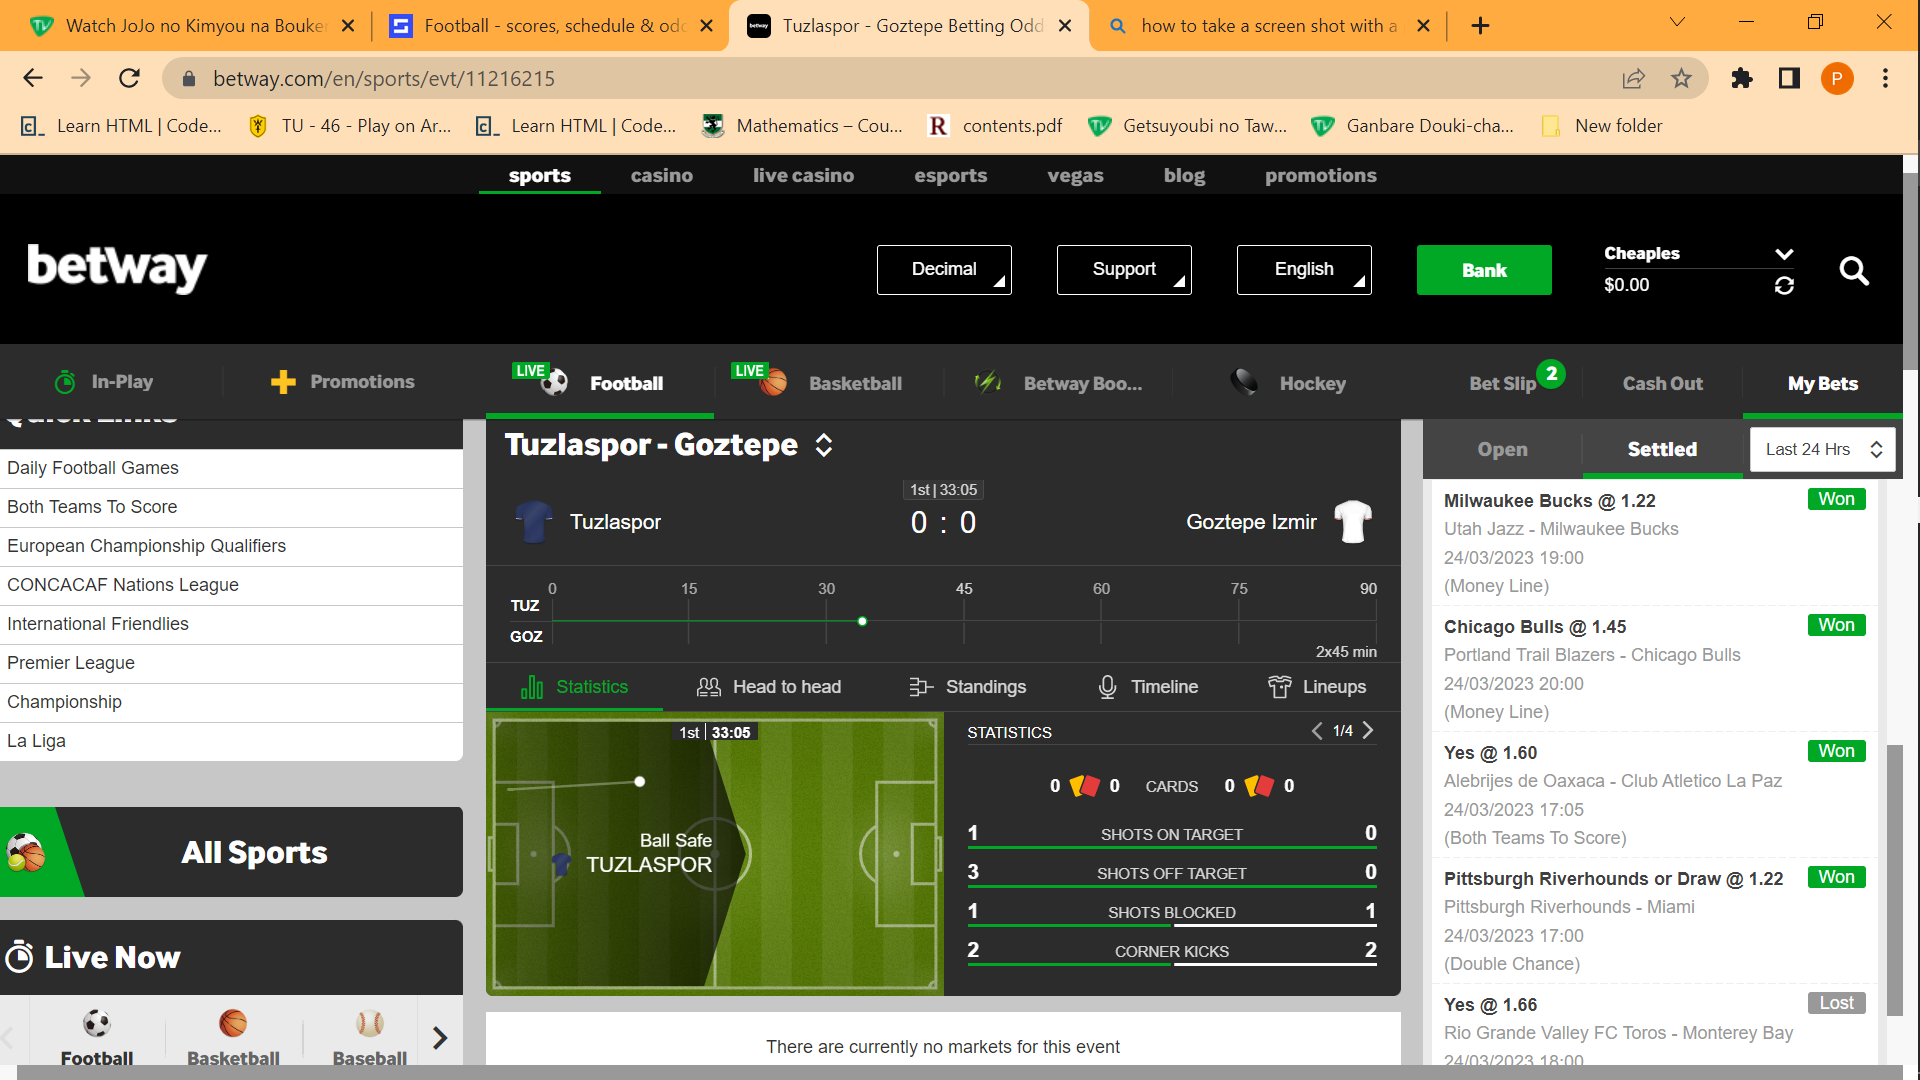 Watch JoJo no Kimyou na Bouken
Football - scores, schedule & odd
betway
Tuzlaspor - Goztepe Betting Odd
how to take a screen shot with a
betway.com/en/sports/evt/11216215
P
Learn HTML | Code...
TU - 46 - Play on Ar...
Learn HTML | Code...
Mathematics – Cou...
contents.pdf
Getsuyoubi no Taw...
Ganbare Douki-cha...
New folder
sports
casino
live casino
esports
vegas
blog
promotions
betway
Decimal
Support
English
Bank
Cheaples
$0.00
In-Play
Promotions
LIVE
Football
LIVE
Basketball
Betway Boo...
Hockey
Bet Slip
2
Cash Out
My Bets
Quick Links
Daily Football Games
Both Teams To Score
European Championship Qualifiers
CONCACAF Nations League
International Friendlies
Premier League
Championship
La Liga
All Sports
Live Now
Football
Basketball
Baseball
Tuzlaspor - Goztepe
1st | 33:05
Tuzlaspor
0 : 0
Goztepe Izmir
0 15 30 45 60 75 90
TUZ
GOZ
2x45 min
Statistics
Head to head
Standings
Timeline
Lineups
1st | 33:05
Ball Safe
TUZLASPOR
STATISTICS
1/4
0 0 CARDS 0 0
1 SHOTS ON TARGET 0
3 SHOTS OFF TARGET 0
1 SHOTS BLOCKED 1
2 CORNER KICKS 2
There are currently no markets for this event
Open
Settled
Last 24 Hrs
Milwaukee Bucks @ 1.22
Won
Utah Jazz - Milwaukee Bucks
24/03/2023 19:00
(Money Line)
Chicago Bulls @ 1.45
Won
Portland Trail Blazers - Chicago Bulls
24/03/2023 20:00
(Money Line)
Yes @ 1.60
Won
Alebrijes de Oaxaca - Club Atletico La Paz
24/03/2023 17:05
(Both Teams To Score)
Pittsburgh Riverhounds or Draw @ 1.22
Won
Pittsburgh Riverhounds - Miami
24/03/2023 17:00
(Double Chance)
Yes @ 1.66
Lost
Rio Grande Valley FC Toros - Monterey Bay
24/03/2023 18:00